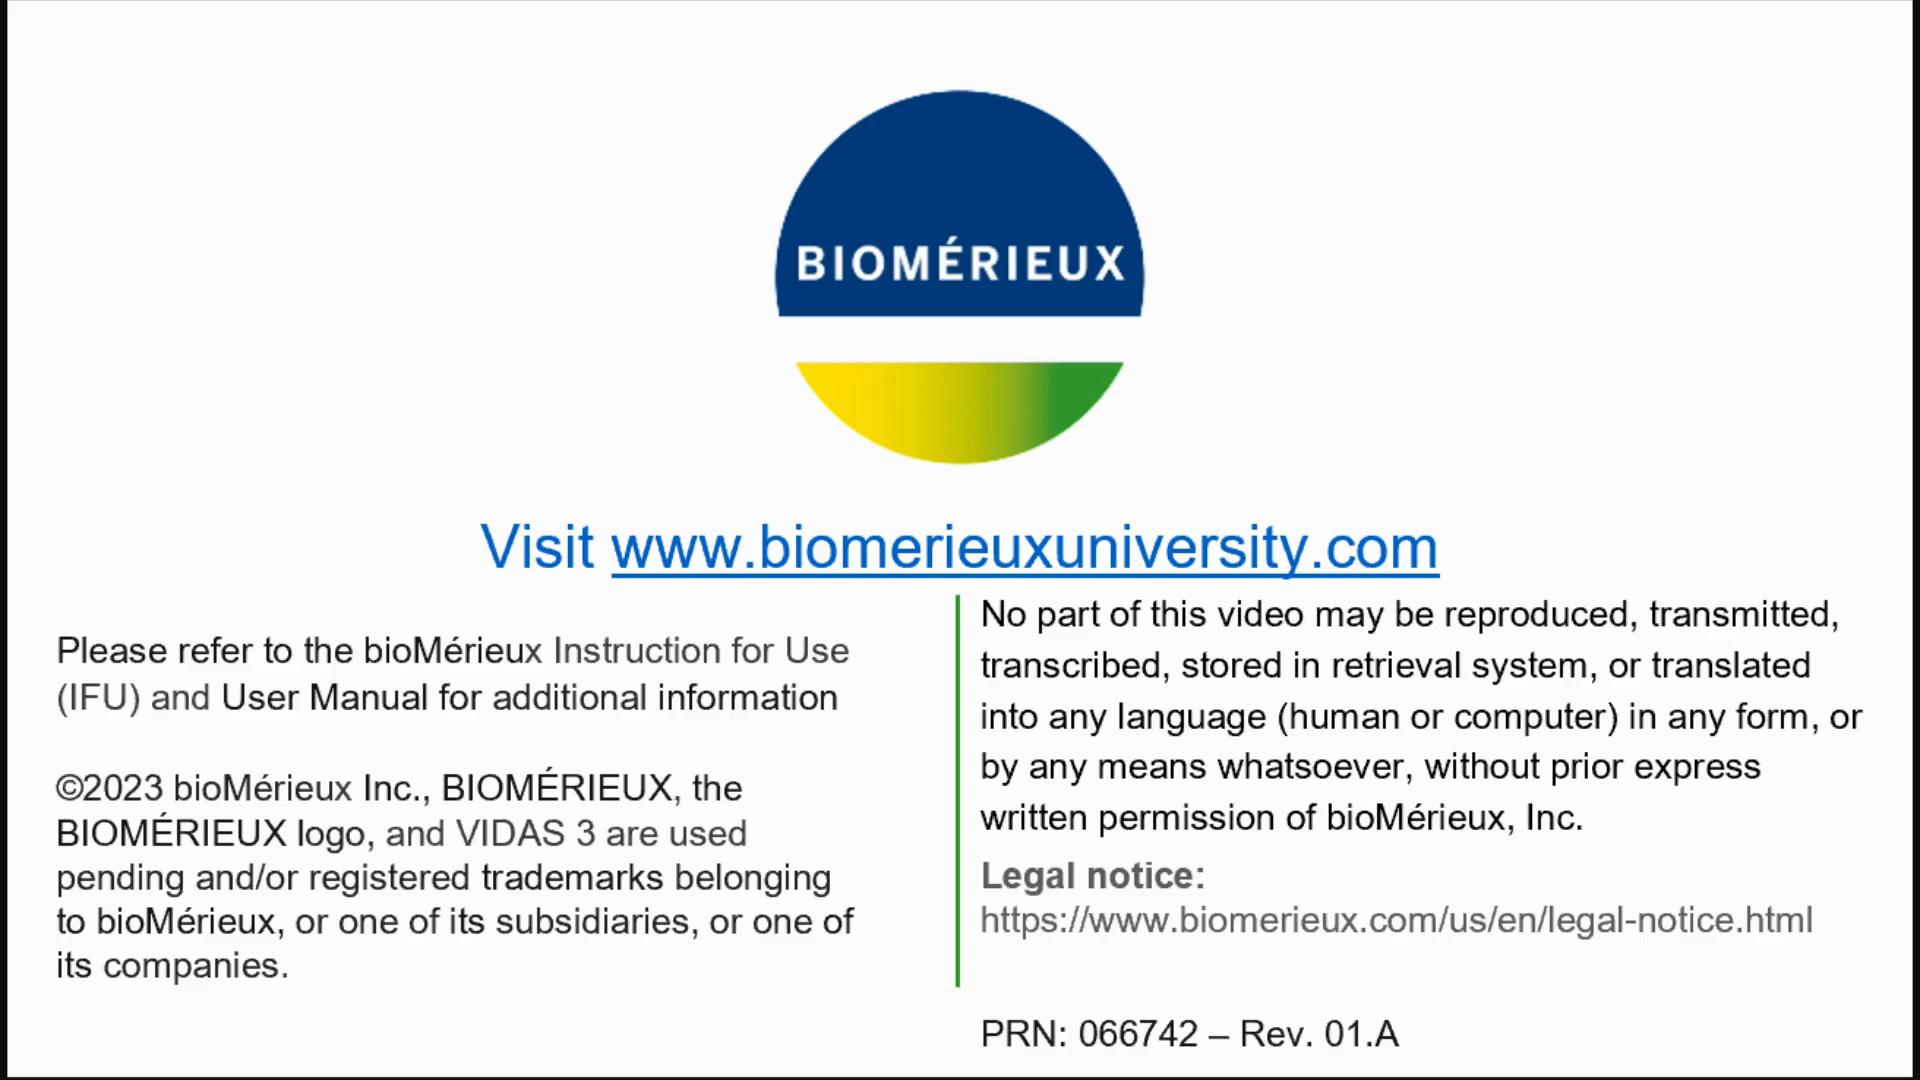 BIOMÉRIEUX
Visit www.biomerieuxuniversity.com
Please refer to the bioMérieux Instruction for Use
(IFU) and User Manual for additional information
©2023 bioMérieux Inc., BIOMÉRIEUX, the
BIOMÉRIEUX logo, and VIDAS 3 are used
pending and/or registered trademarks belonging
to bioMérieux, or one of its subsidiaries, or one of
its companies.
No part of this video may be reproduced, transmitted,
transcribed, stored in retrieval system, or translated
into any language (human or computer) in any form, or
by any means whatsoever, without prior express
written permission of bioMérieux, Inc.
Legal notice:
https://www.biomerieux.com/us/en/legal-notice.html
PRN: 066742 – Rev. 01.A